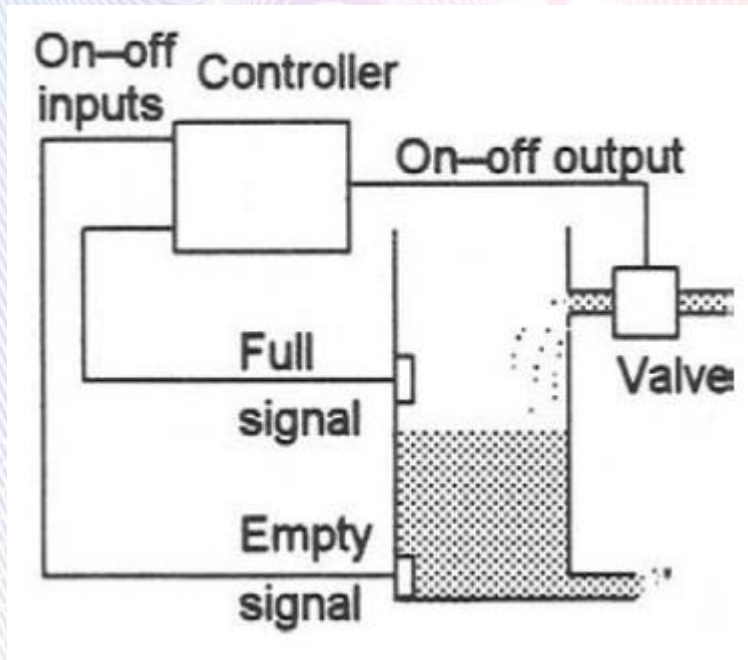 On–off
inputs
Controller
On–off output
Full
signal
Valve
Empty
signal